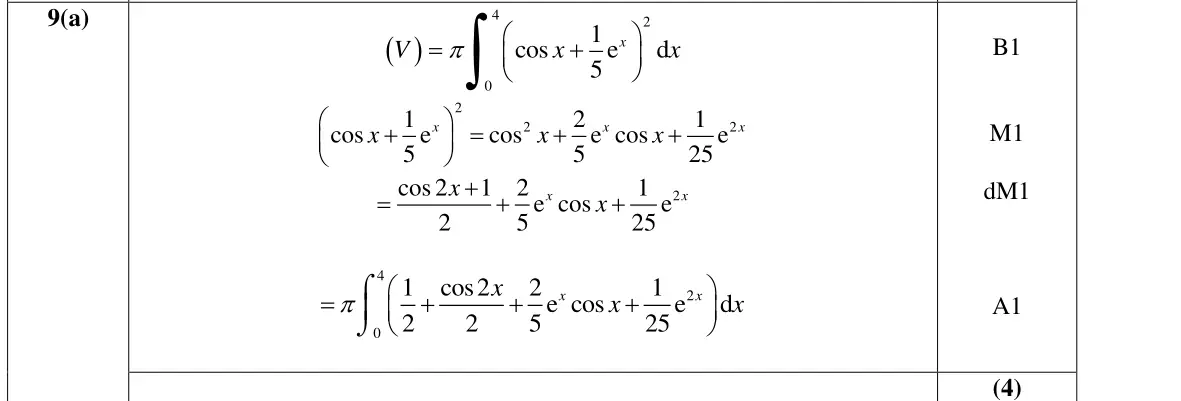 9(a)
(V) = π ∫₀⁴ (cos x + 1/5 eˣ)² dx B1
(cos x + 1/5 eˣ)² = cos² x + 2/5 eˣ cos x + 1/25 e²ˣ M1
= (cos 2x + 1)/2 + 2/5 eˣ cos x + 1/25 e²ˣ dM1
= π ∫₀⁴ (1/2 + cos 2x/2 + 2/5 eˣ cos x + 1/25 e²ˣ) dx A1
(4)